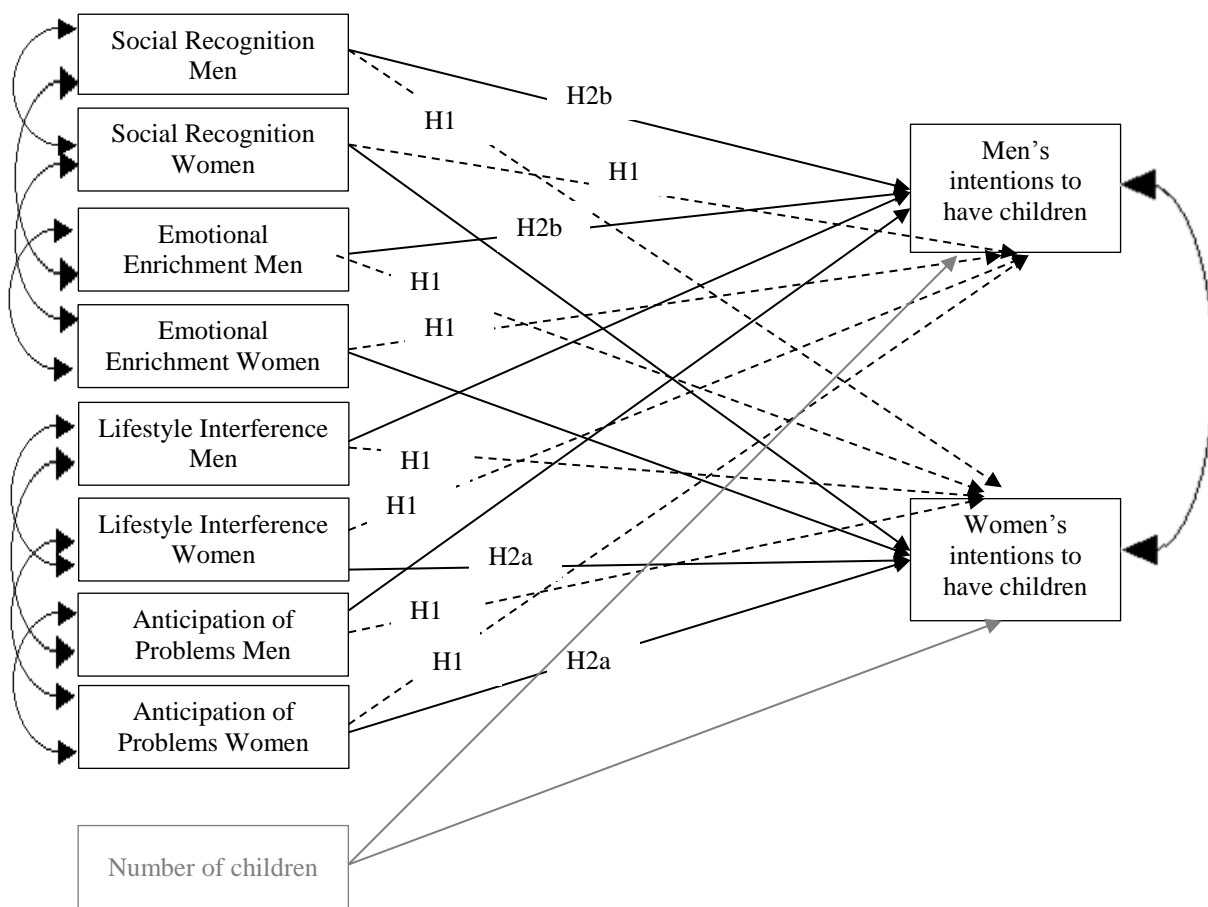 Social Recognition
Men
H2b
H1
Social Recognition
Women
Men’s
intentions to
have children
H1
Emotional
Enrichment Men
H2b
H1
Emotional
Enrichment Women
H1
Lifestyle Interference
Men
H1
H1
Lifestyle Interference
Women
Women’s
intentions to
have children
H2a
Anticipation of
Problems Men
H1
H1
H2a
Anticipation of
Problems Women
Number of children